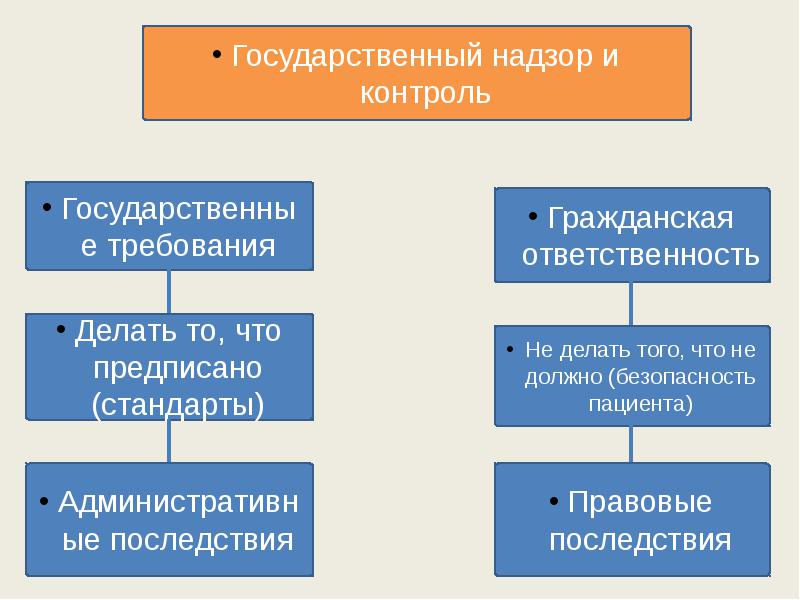 • Государственный надзор и
контроль
• Государственны
е требования
• Делать то, что
предписано
(стандарты)
• Административн
ые последствия
• Гражданская
ответственность
• Не делать того, что не
должно (безопасность
пациента)
• Правовые
последствия